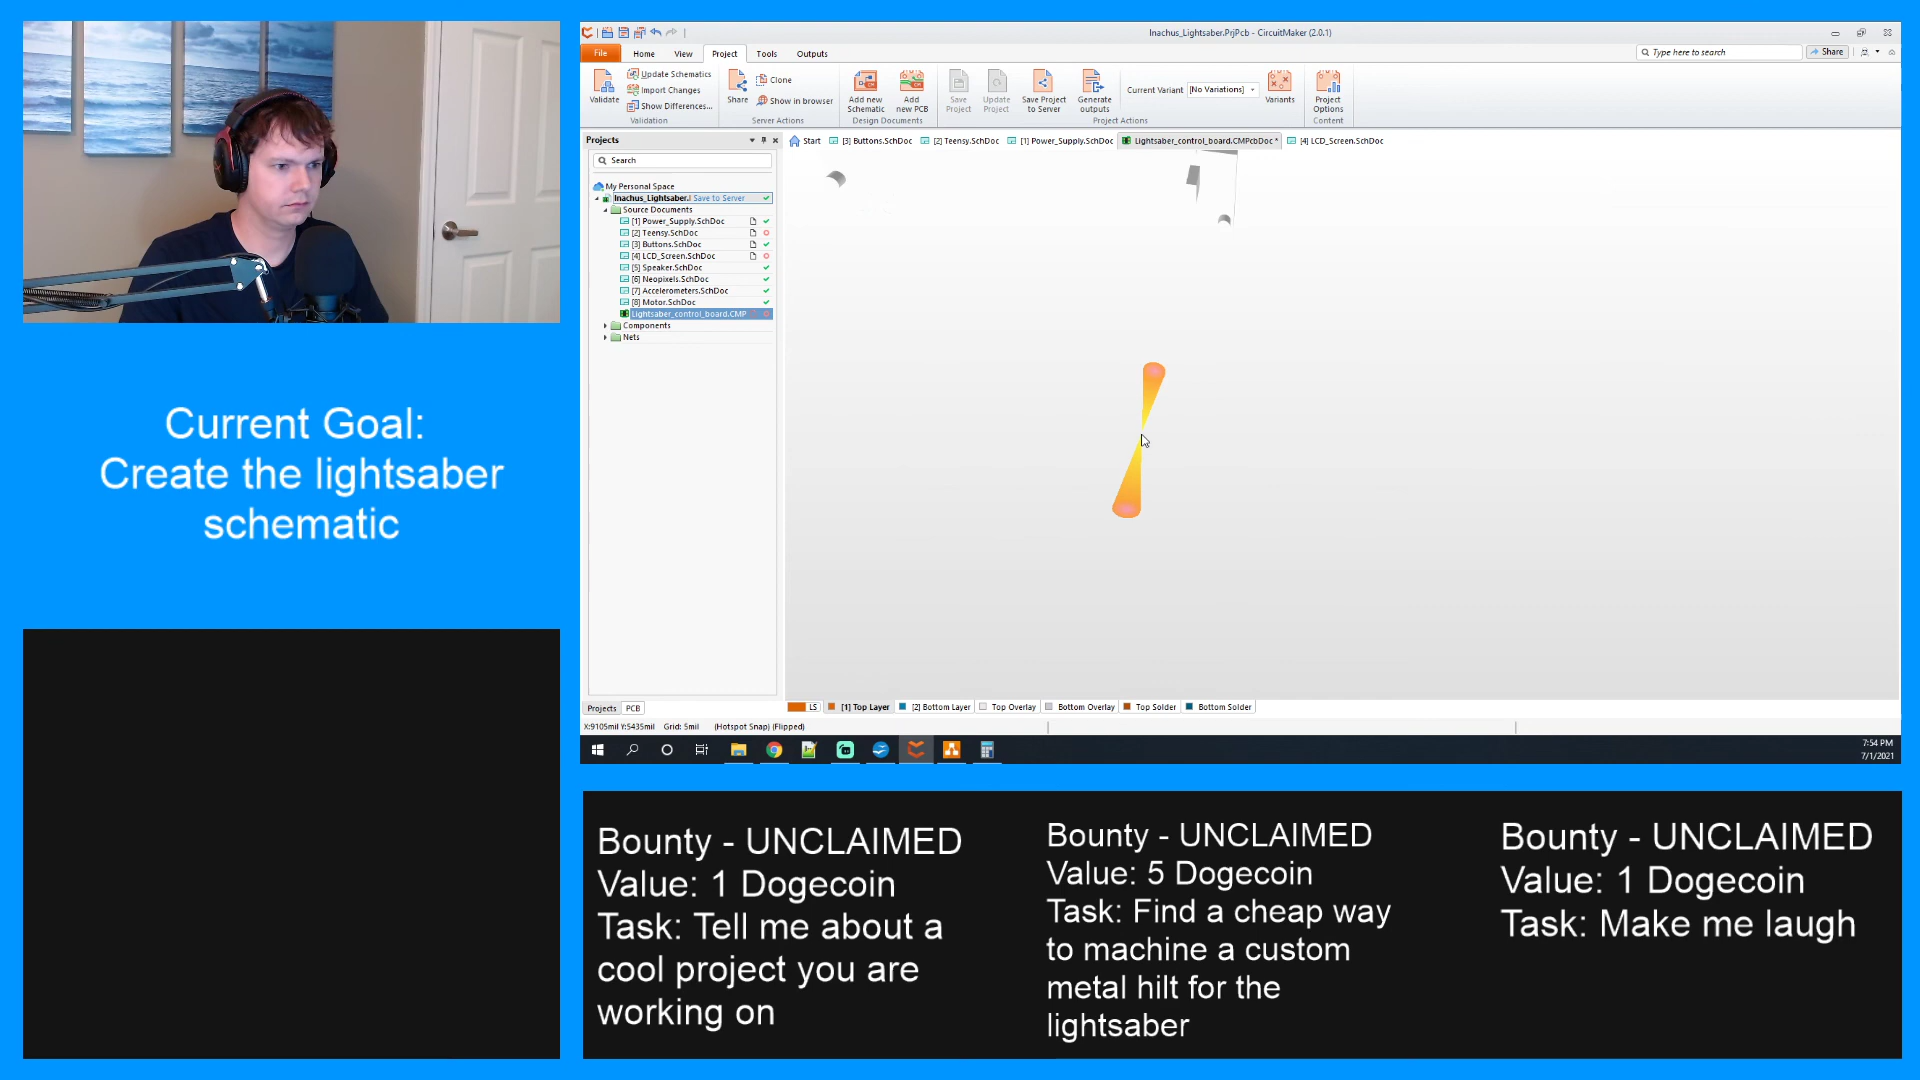 Inachus_Lightsaber.PrjPcb - CircuitMaker (2.0.1)
File Home View Project Tools Outputs
Type here to search
Share
Validate
Update Schematics
Import Changes
Show Differences...
Validation
Share
Clone
Show in browser
Server Actions
Add new Schematic
Add new PCB
Design Documents
Save Project
Update Project
Save Project to Server
Generate outputs
Current Variant [No Variations]
Variants
Project Actions
Project Options
Content
Projects
Search
Start
[3] Buttons.SchDoc
[2] Teensy.SchDoc
[1] Power_Supply.SchDoc
Lightsaber_control_board.CMPcbDoc *
[4] LCD_Screen.SchDoc
My Personal Space
Inachus_Lightsaber.I Save to Server
Source Documents
[1] Power_Supply.SchDoc
[2] Teensy.SchDoc
[3] Buttons.SchDoc
[4] LCD_Screen.SchDoc
[5] Speaker.SchDoc
[6] Neopixels.SchDoc
[7] Accelerometers.SchDoc
[8] Motor.SchDoc
Lightsaber_control_board.CMP
Components
Nets
Projects PCB
LS
[1] Top Layer
[2] Bottom Layer
Top Overlay
Bottom Overlay
Top Solder
Bottom Solder
X:9105mil Y:5435mil Grid: 5mil (Hotspot Snap) (Flipped)
7:54 PM
7/1/2021
Current Goal:
Create the lightsaber
schematic
Bounty - UNCLAIMED
Value: 1 Dogecoin
Task: Tell me about a
cool project you are
working on
Bounty - UNCLAIMED
Value: 5 Dogecoin
Task: Find a cheap way
to machine a custom
metal hilt for the
lightsaber
Bounty - UNCLAIMED
Value: 1 Dogecoin
Task: Make me laugh